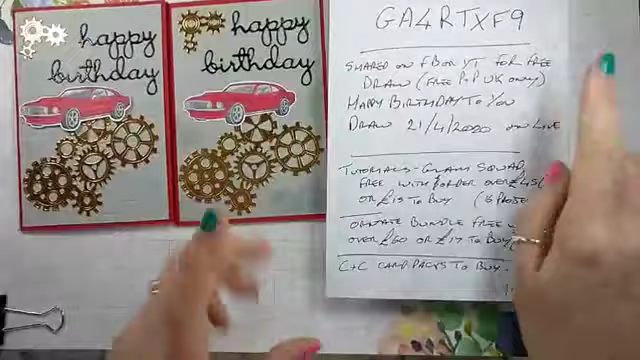 happy
birthday
happy
birthday
GA4RTXF9
SHARED ON FB OR YT FOR FREE
DRAW (FREE P+P UK ONLY)
HAPPY BIRTHDAY TO YOU
DRAW 21/4/2020 ON LIVE
TUTORIALS - GLAM SQUAD
FREE WITH ORDER OVER £45
OR £15 TO BUY
ORNATE BUNDLE FREE
OVER £60 OR £17 TO BUY
C+C CARD PACKS TO BUY.